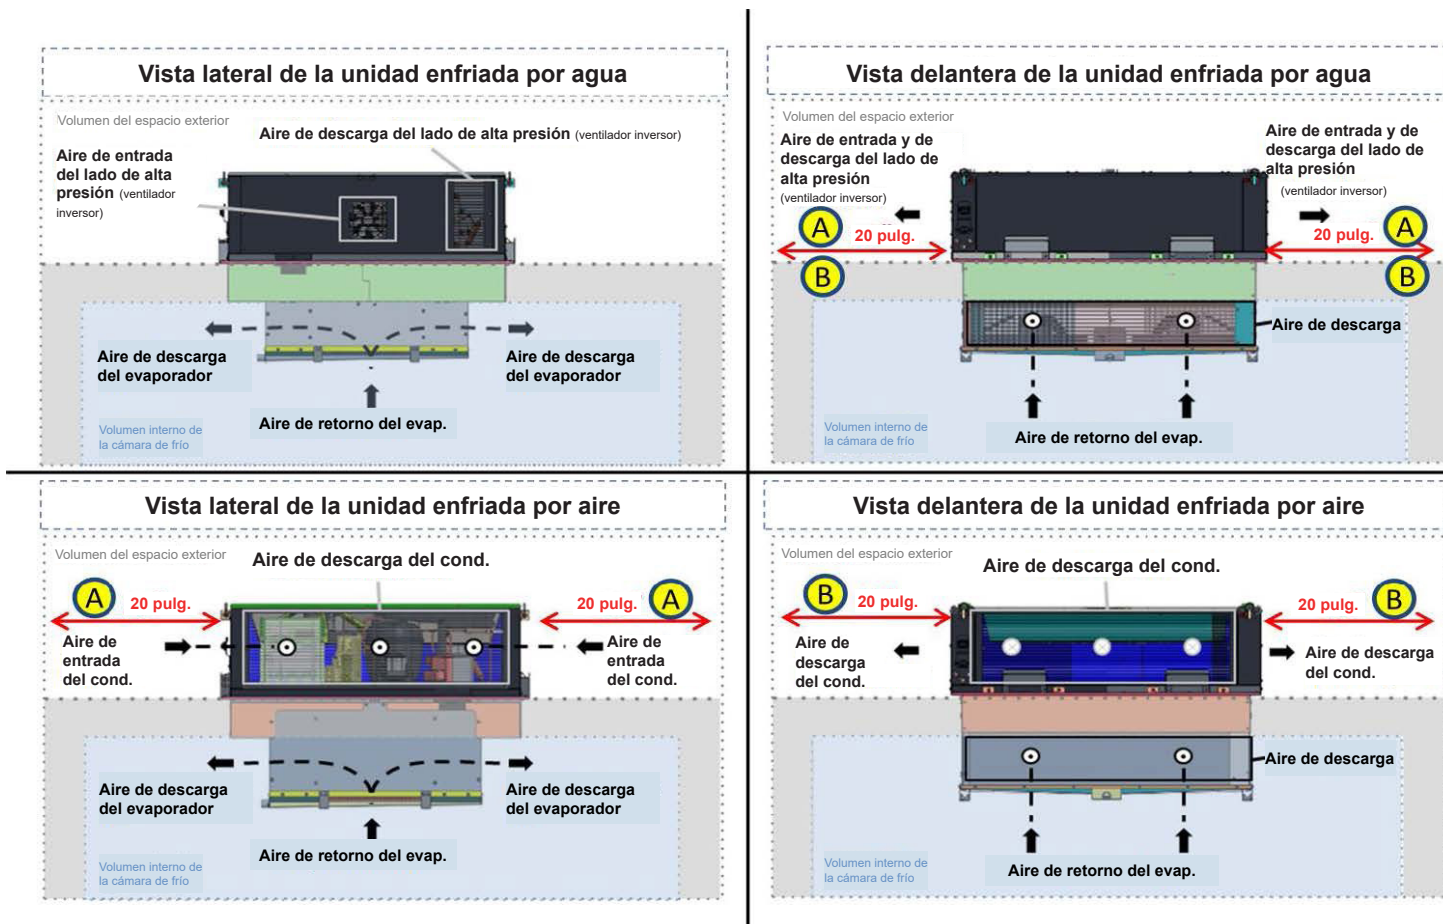 Vista lateral de la unidad enfriada por agua
Volumen del espacio exterior
Aire de descarga del lado de alta presión (ventilador inversor)
Aire de entrada
del lado de alta
presión (ventilador
inversor)
Aire de descarga
del evaporador
Aire de descarga
del evaporador
Aire de retorno del evap.
Volumen interno de
la cámara de frío
Vista delantera de la unidad enfriada por agua
Volumen del espacio exterior
Aire de entrada y de
descarga del lado de
alta presión
(ventilador inversor)
Aire de entrada y de
descarga del lado de
alta presión
(ventilador inversor)
A
20 pulg.
B
20 pulg.
A
B
Aire de descarga
Volumen interno de
la cámara de frío
Aire de retorno del evap.
Vista lateral de la unidad enfriada por aire
Volumen del espacio exterior
Aire de descarga del cond.
A
20 pulg.
20 pulg.
A
Aire de
entrada
del cond.
Aire de
entrada
del cond.
Aire de descarga
del evaporador
Aire de descarga
del evaporador
Aire de retorno del evap.
Volumen interno de
la cámara de frío
Vista delantera de la unidad enfriada por aire
Volumen del espacio exterior
Aire de descarga del cond.
B
20 pulg.
20 pulg.
B
Aire de
descarga
del cond.
Aire de descarga
del cond.
Aire de descarga
Volumen interno de
la cámara de frío
Aire de retorno del evap.